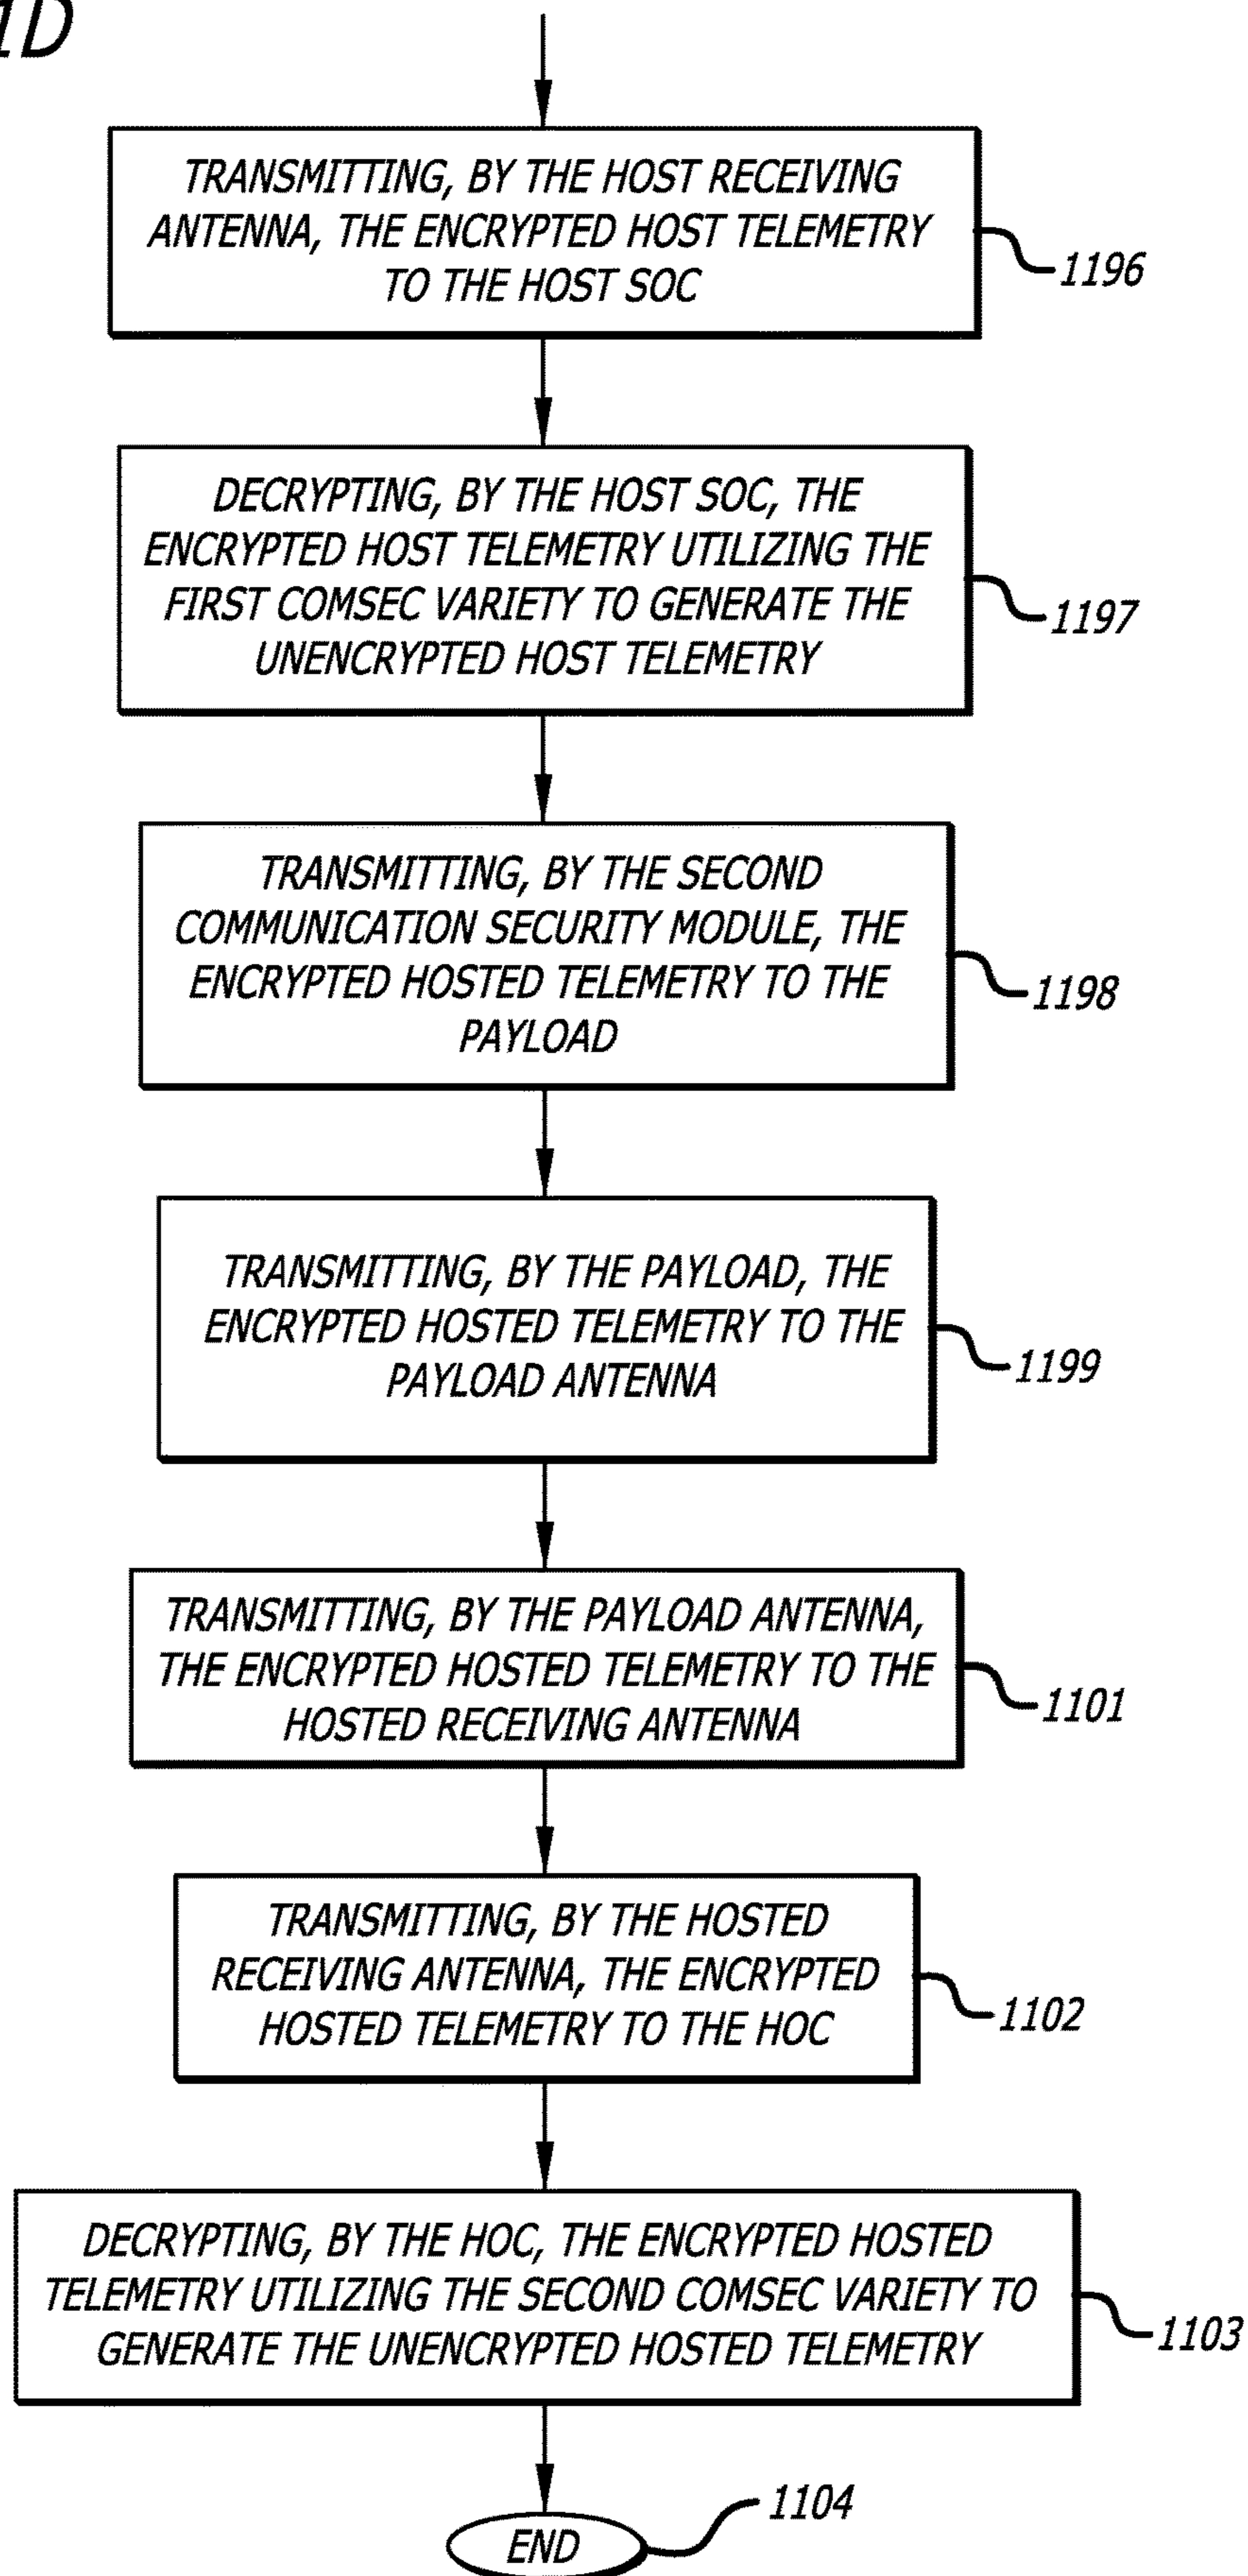 1D
TRANSMITTING, BY THE HOST RECEIVING
ANTENNA, THE ENCRYPTED HOST TELEMETRY
TO THE HOST SOC
1196
DECRYPTING, BY THE HOST SOC, THE
ENCRYPTED HOST TELEMETRY UTILIZING THE
FIRST COMSEC VARIETY TO GENERATE THE
UNENCRYPTED HOST TELEMETRY
1197
TRANSMITTING, BY THE SECOND
COMMUNICATION SECURITY MODULE, THE
ENCRYPTED HOSTED TELEMETRY TO THE
PAYLOAD
1198
TRANSMITTING, BY THE PAYLOAD, THE
ENCRYPTED HOSTED TELEMETRY TO THE
PAYLOAD ANTENNA
1199
TRANSMITTING, BY THE PAYLOAD ANTENNA,
THE ENCRYPTED HOSTED TELEMETRY TO THE
HOSTED RECEIVING ANTENNA
1101
TRANSMITTING, BY THE HOSTED
RECEIVING ANTENNA, THE ENCRYPTED
HOSTED TELEMETRY TO THE HOC
1102
DECRYPTING, BY THE HOC, THE ENCRYPTED HOSTED
TELEMETRY UTILIZING THE SECOND COMSEC VARIETY TO
GENERATE THE UNENCRYPTED HOSTED TELEMETRY
1103
END
1104